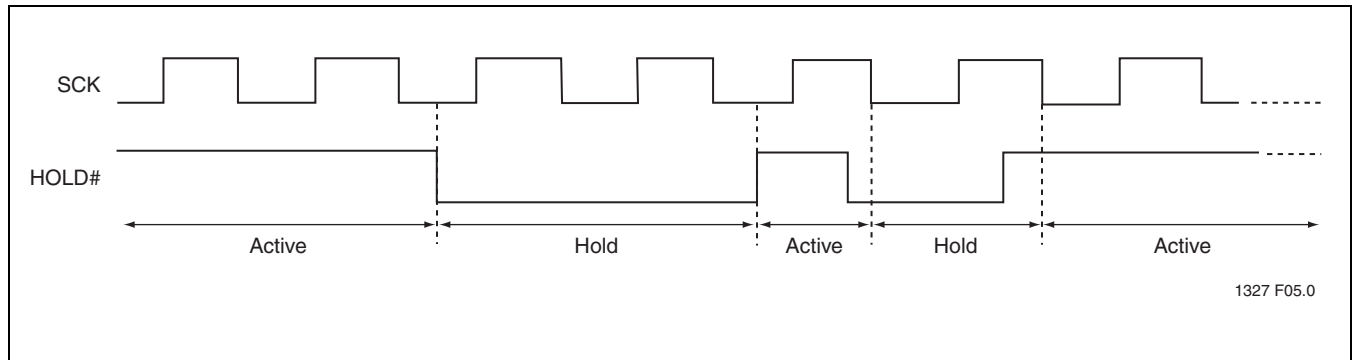 SCK
HOLD#
Active
Hold
Active
Hold
Active
1327 F05.0